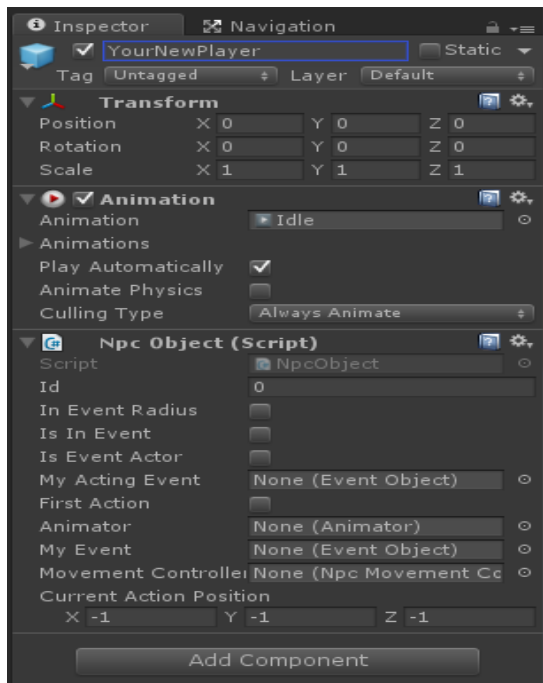 Inspector Navigation
YourNewPlayer Static
Tag Untagged Layer Default
Transform
Position X 0 Y 0 Z 0
Rotation X 0 Y 0 Z 0
Scale X 1 Y 1 Z 1
Animation
Animation Idle
Animations
Play Automatically
Animate Physics
Culling Type Always Animate
Npc Object (Script)
Script NpcObject
Id 0
In Event Radius
Is In Event
Is Event Actor
My Acting Event None (Event Object)
First Action
Animator None (Animator)
My Event None (Event Object)
Movement Controller None (Npc Movement Co
Current Action Position
X -1 Y -1 Z -1
Add Component